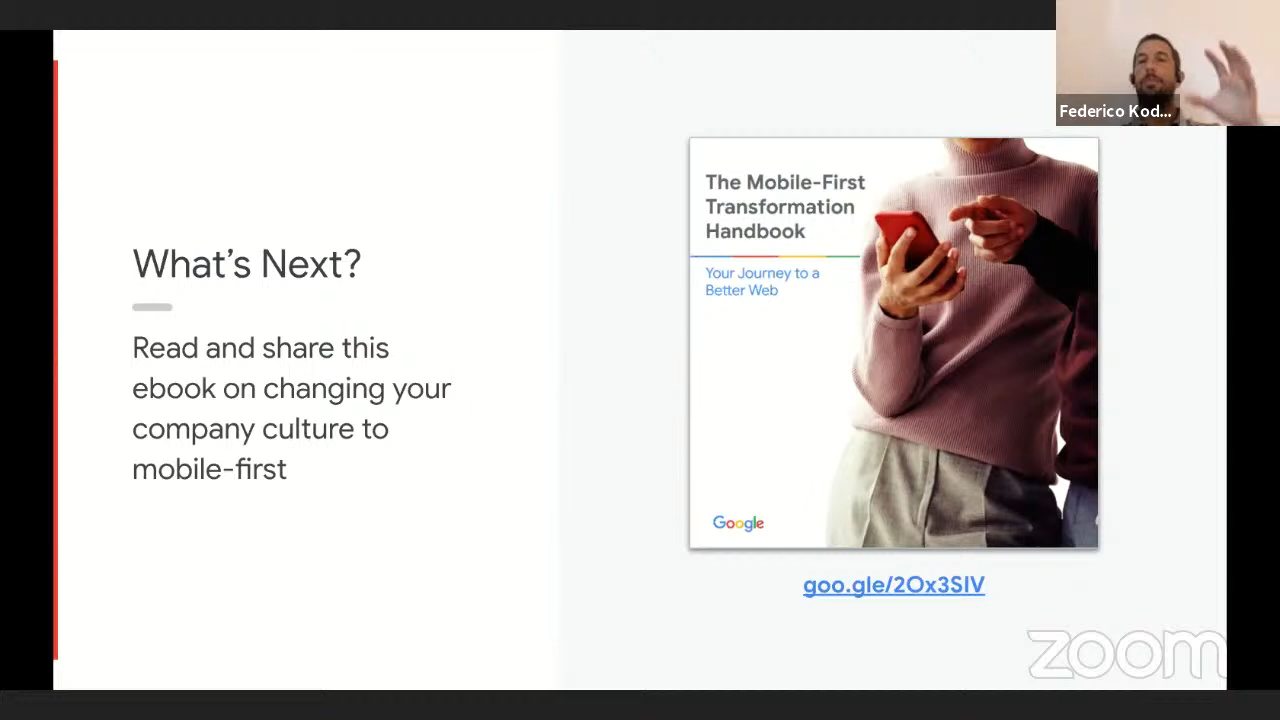 Federico Kod...
What's Next?
Read and share this
ebook on changing your
company culture to
mobile-first
The Mobile-First
Transformation
Handbook
Your Journey to a
Better Web
Google
goo.gle/2Ox3SIV
zoom